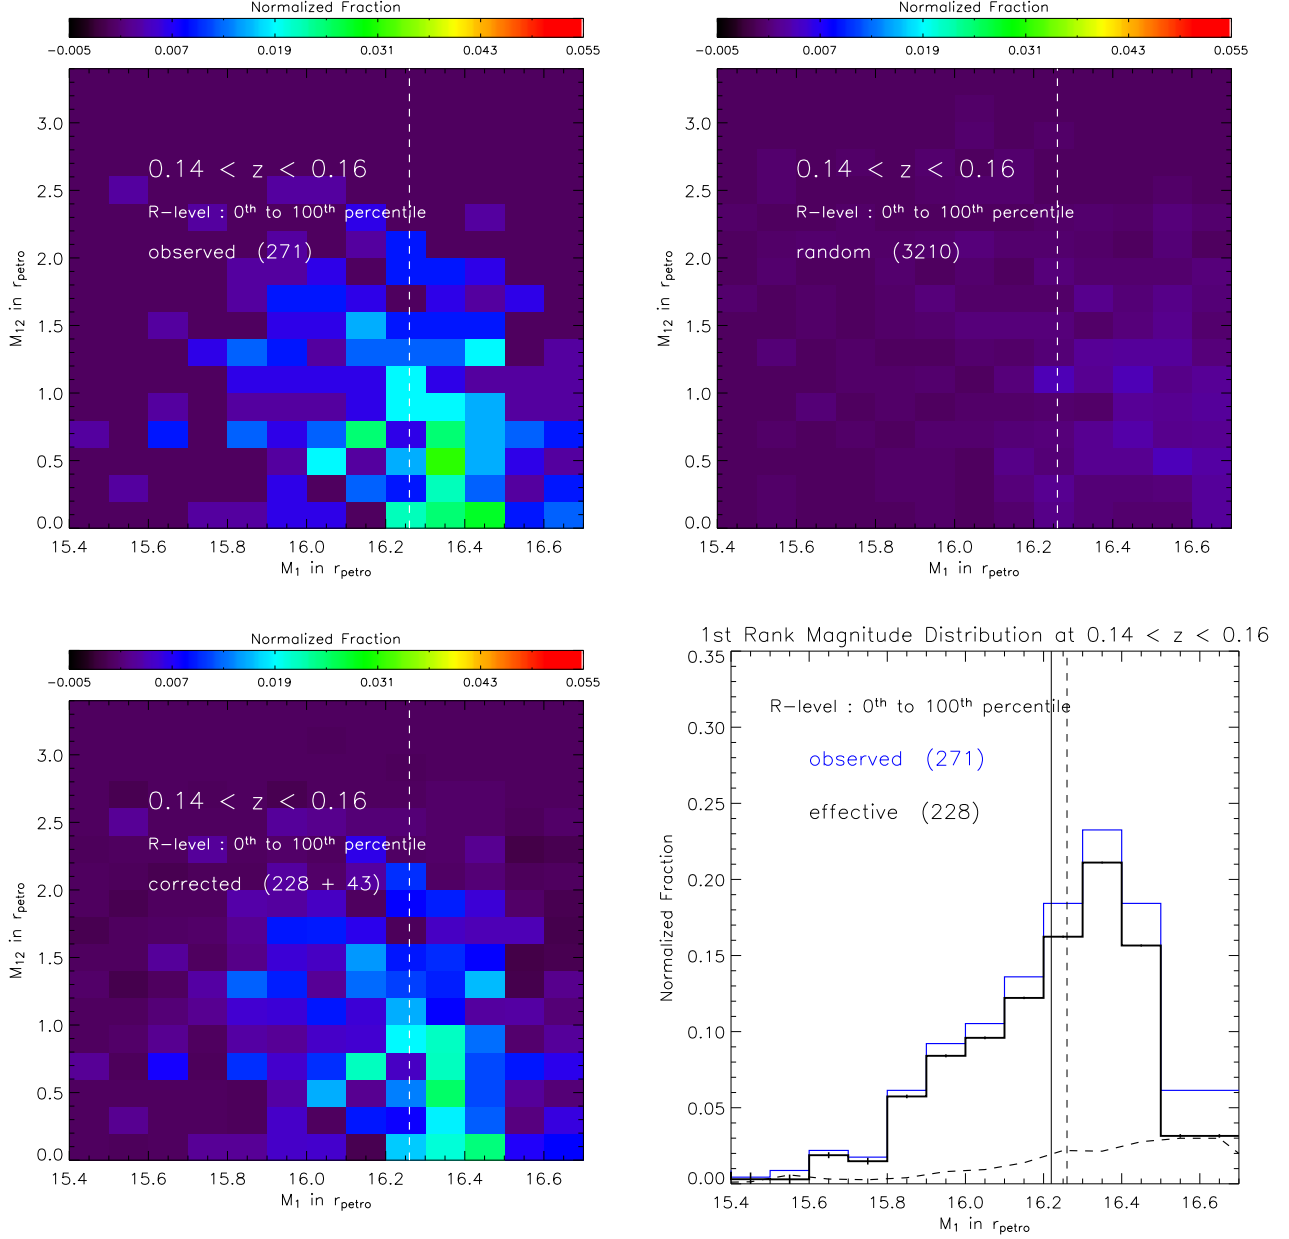 Normalized Fraction
-0.005 0.007 0.019 0.031 0.043 0.055
0.14 < z < 0.16
R-level : 0th to 100th percentile
observed (271)
M12 in rpetro
3.0
2.5
2.0
1.5
1.0
0.5
0.0
15.4 15.6 15.8 16.0 16.2 16.4 16.6
M1 in rpetro
Normalized Fraction
-0.005 0.007 0.019 0.031 0.043 0.055
0.14 < z < 0.16
R-level : 0th to 100th percentile
random (3210)
M12 in rpetro
3.0
2.5
2.0
1.5
1.0
0.5
0.0
15.4 15.6 15.8 16.0 16.2 16.4 16.6
M1 in rpetro
Normalized Fraction
-0.005 0.007 0.019 0.031 0.043 0.055
0.14 < z < 0.16
R-level : 0th to 100th percentile
corrected (228 + 43)
M12 in rpetro
3.0
2.5
2.0
1.5
1.0
0.5
0.0
15.4 15.6 15.8 16.0 16.2 16.4 16.6
M1 in rpetro
1st Rank Magnitude Distribution at 0.14 < z < 0.16
R-level : 0th to 100th percentile
observed (271)
effective (228)
Normalized Fraction
0.35
0.30
0.25
0.20
0.15
0.10
0.05
0.00
15.4 15.6 15.8 16.0 16.2 16.4 16.6
M1 in rpetro